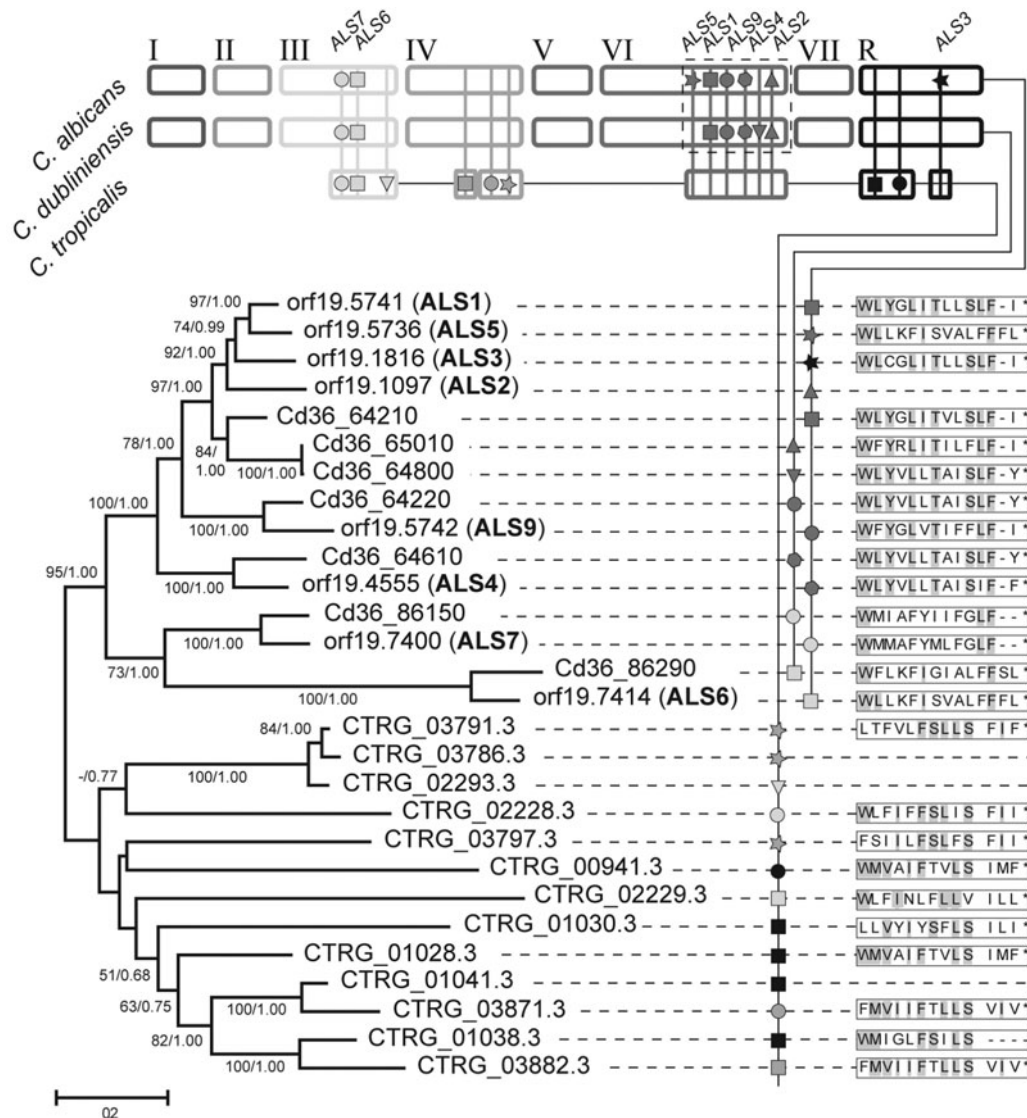 I II III ALS7 ALS6 IV V VI ALS5 ALS1 ALS9 ALS4 ALS2 VII R ALS3
C. albicans
C. dubliniensis
C. tropicalis
97/1.00 orf19.5741 (ALS1) WLYGLITLLSLF-I*
74/0.99 orf19.5736 (ALS5) WLLKFISVALFFFL*
92/1.00 orf19.1816 (ALS3) WLCGLITLLSLF-I*
97/1.00 orf19.1097 (ALS2)
Cd36_64210 WLYGLITVLSLF-I*
78/1.00 84/1.00 Cd36_65010 WFYRLITILFLF-I*
100/1.00 Cd36_64800 WLYVLLTAISLF-Y*
100/1.00 Cd36_64220 WLYVLLTAISLF-Y*
100/1.00 orf19.5742 (ALS9) WFYGLVTIFFLF-I*
95/1.00 Cd36_64610 WLYVLLTAISLF-Y*
100/1.00 orf19.4555 (ALS4) WLYVLLTAISIF-F*
Cd36_86150 WMIAFYIIFGLF--*
100/1.00 orf19.7400 (ALS7) WMMAFYMLFGLF--*
73/1.00 Cd36_86290 WFLKFIGIALFFSL*
100/1.00 orf19.7414 (ALS6) WLLKFISVALFFFL*
84/1.00 CTRG_03791.3 LTFVLFSLLS FIF*
CTRG_03786.3
-/0.77 100/1.00 CTRG_02293.3
CTRG_02228.3 WLFIFFSLIS FII*
CTRG_03797.3 FSIILFSLFS FII*
CTRG_00941.3 WMVAIFTVLS IMF*
CTRG_02229.3 WLFINLFLLV ILL*
CTRG_01030.3 LLVYIYSFLS ILI*
51/0.68 CTRG_01028.3 WMVAIFTVLS IMF*
63/0.75 CTRG_01041.3
100/1.00 CTRG_03871.3 FMVIIFTLLS VIV*
82/1.00 CTRG_01038.3 WMIGLFSILS ----
100/1.00 CTRG_03882.3 FMVIIFTLLS VIV*
02